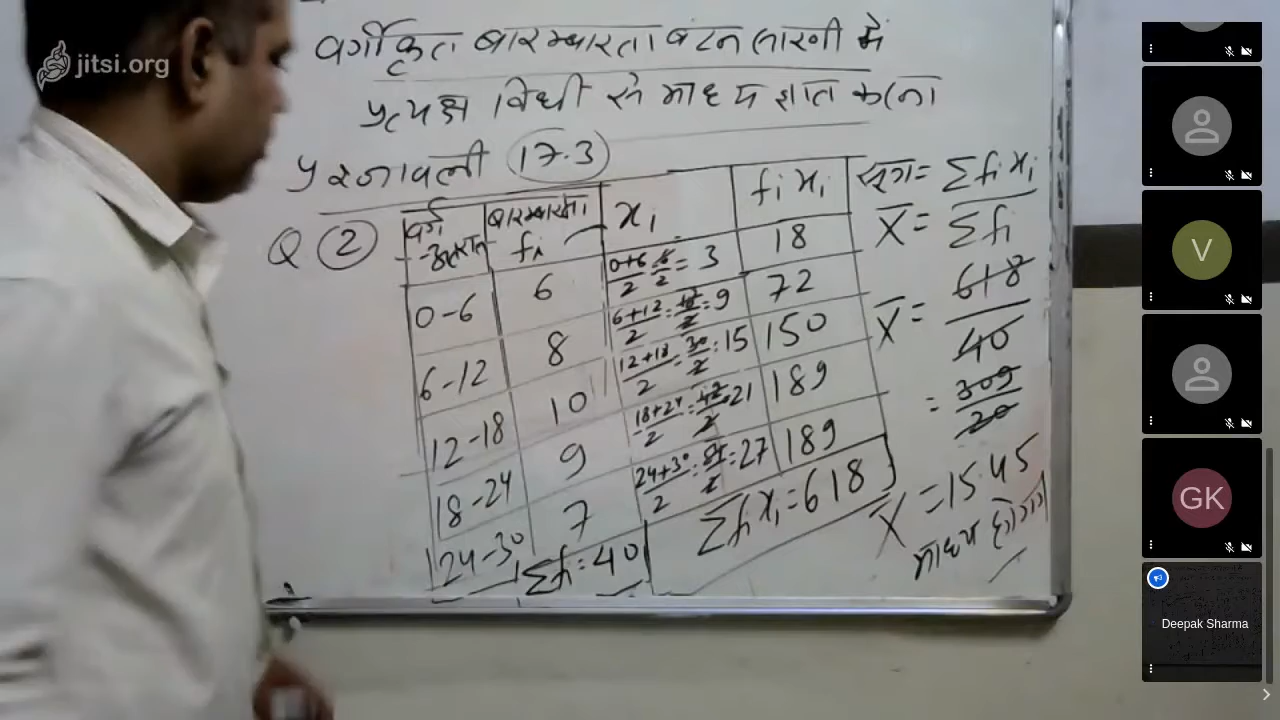 jitsi.org
वर्गीकृत बारम्बारता बंटन सारणी मे
प्रत्यक्ष विधी से माध्य ज्ञात करना
प्रश्नावली 17.3
Q 2
वर्ग बारम्बारता xi fi xi
fi
0-6 6 0+6/2 = 6/2 = 3 18
6-12 8 6+12/2 = 18/2 = 9 72
12-18 10 12+18/2 = 30/2 = 15 150
18-24 9 18+24/2 = 42/2 = 21 189
24-30 7 24+30/2 = 54/2 = 27 189
Σfi = 40 Σfi xi = 618
X̄ = Σfi xi / Σfi
X̄ = 618/40
= 309/20
X̄ = 15.45
माध्य होगा
V
GK
Deepak Sharma